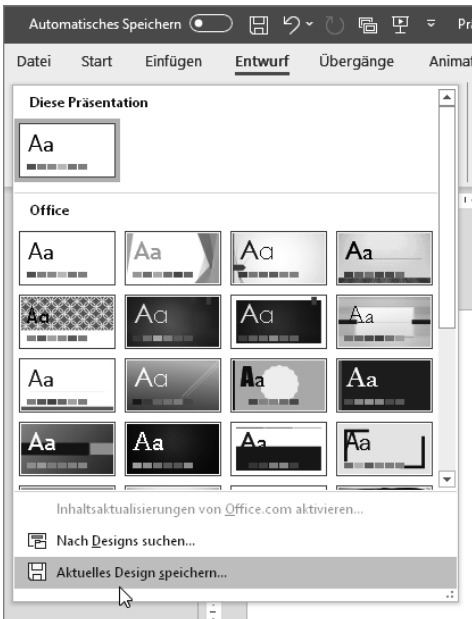 Automatisches Speichern
Datei Start Einfügen Entwurf Übergänge
Diese Präsentation
Aa
Office
Aa Aa Aa Aa
Aa Aa Aa Aa
Aa Aa Aa Aa
Aa Aa Aa Aa
Inhaltsaktualisierungen von Office.com aktivieren...
Nach Designs suchen...
Aktuelles Design speichern...